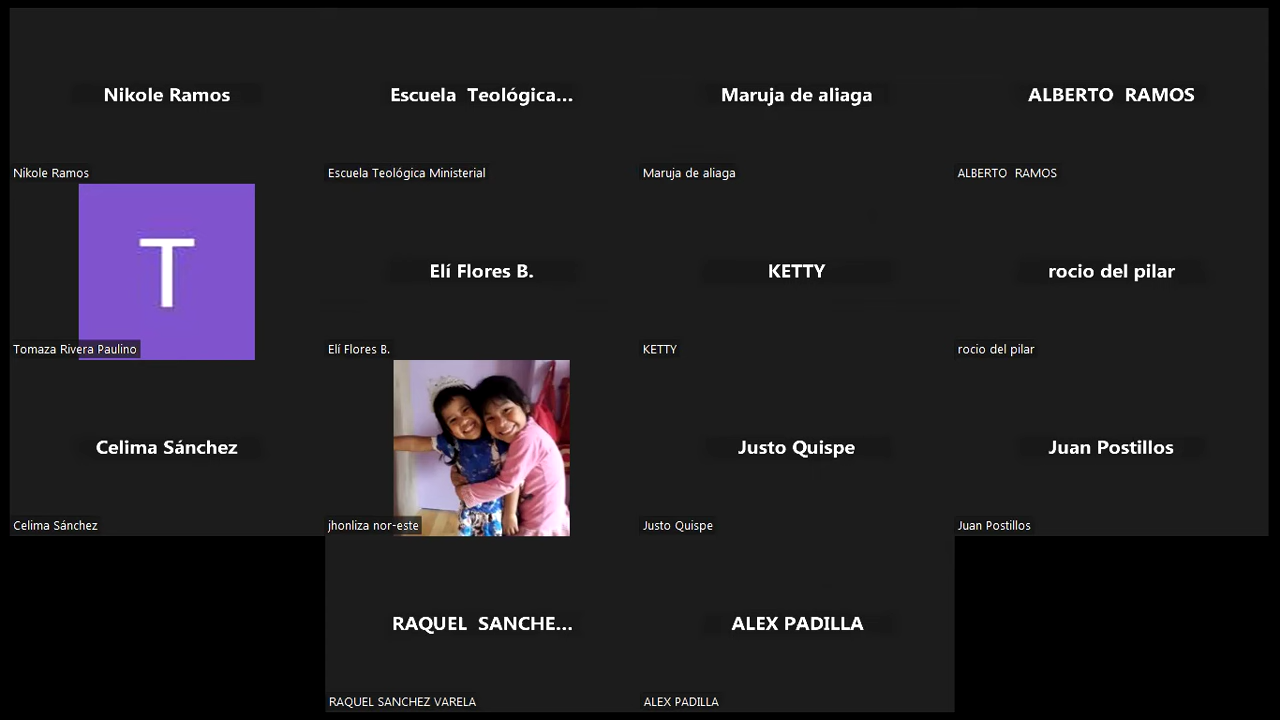 Nikole Ramos
Escuela Teológica...
Maruja de aliaga
ALBERTO RAMOS
Nikole Ramos
Escuela Teológica Ministerial
Maruja de aliaga
ALBERTO RAMOS
T
Elí Flores B.
KETTY
rocio del pilar
Tomaza Rivera Paulino
Elí Flores B.
KETTY
rocio del pilar
Celima Sánchez
Justo Quispe
Juan Postillos
Celima Sánchez
jhonliza nor-este
Justo Quispe
Juan Postillos
RAQUEL SANCHE...
ALEX PADILLA
RAQUEL SANCHEZ VARELA
ALEX PADILLA